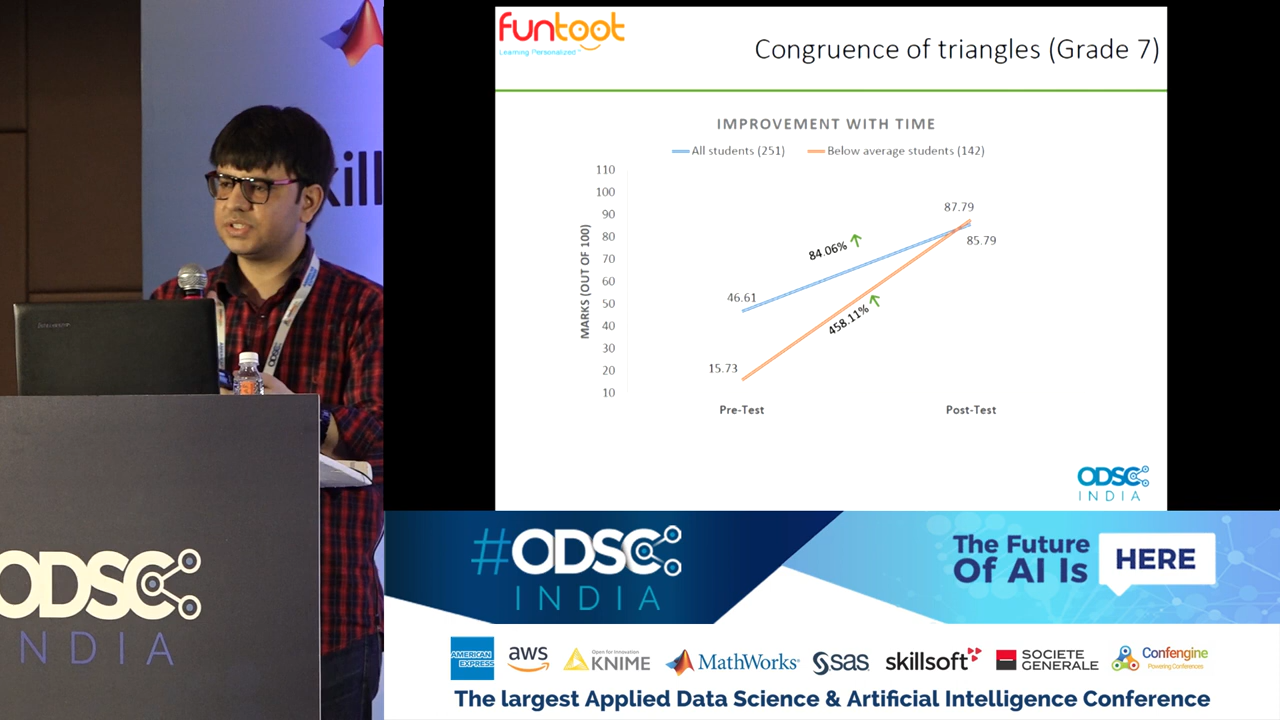 kill
Lenovo
ODSC
ODSC
INDIA
funtoot
Learning Personalized
Congruence of triangles (Grade 7)
IMPROVEMENT WITH TIME
All students (251)
Below average students (142)
MARKS (OUT OF 100)
110
100
90
80
70
60
50
40
30
20
10
46.61
15.73
84.06%
458.11%
87.79
85.79
Pre-Test
Post-Test
ODSC
INDIA
#ODSC
INDIA
The Future
Of AI Is
HERE
AMERICAN
EXPRESS
aws
Open for Innovation
KNIME
MathWorks®
sas
skillsoft
SOCIETE
GENERALE
Confengine
Powering Conferences
The largest Applied Data Science & Artificial Intelligence Conference